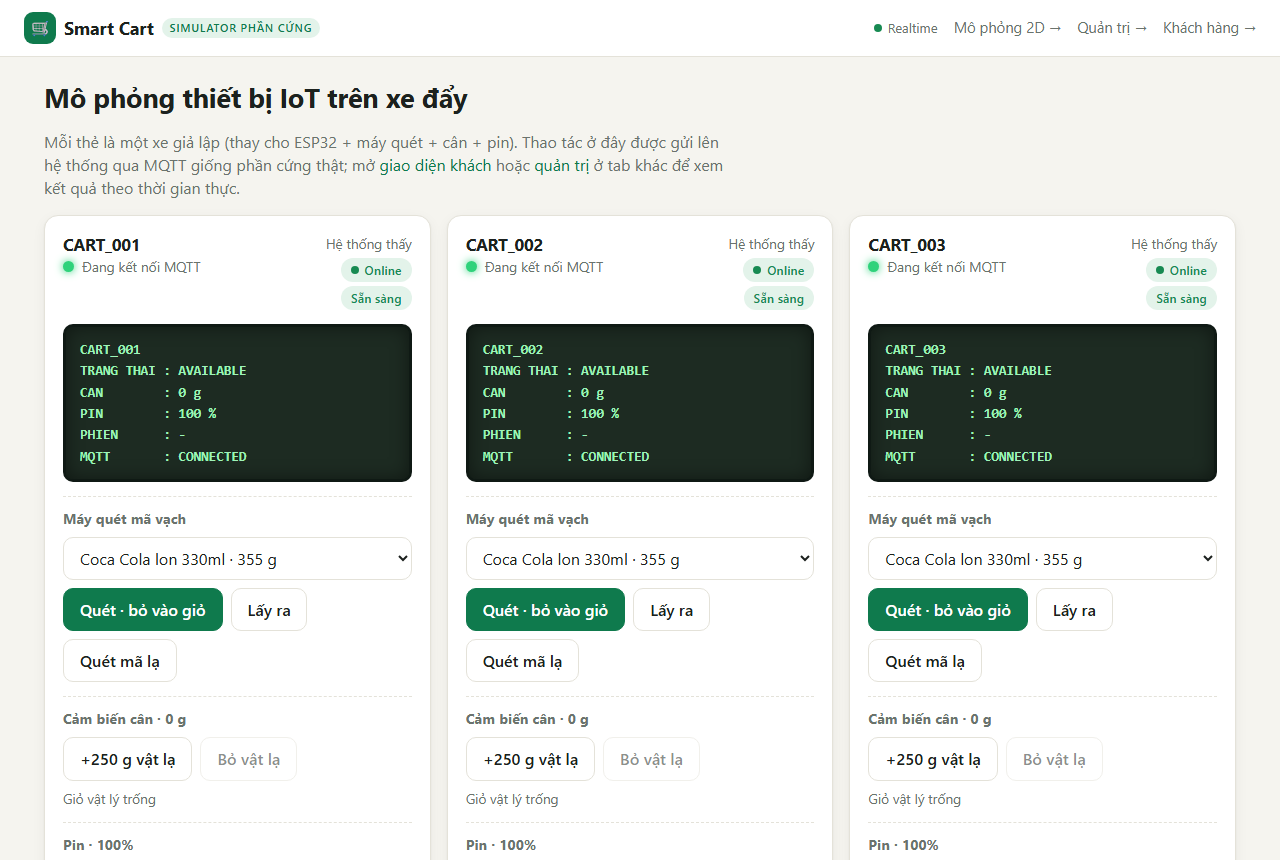 Smart Cart
SIMULATOR PHẦN CỨNG
Realtime
Mô phỏng 2D →
Quản trị →
Khách hàng →
Mô phỏng thiết bị IoT trên xe đẩy
Mỗi thẻ là một xe giả lập (thay cho ESP32 + máy quét + cân + pin). Thao tác ở đây được gửi lên
hệ thống qua MQTT giống phần cứng thật; mở giao diện khách hoặc quản trị ở tab khác để xem
kết quả theo thời gian thực.
CART_001
Đang kết nối MQTT
Hệ thống thấy
Online
Sẵn sàng
CART_001
TRANG THAI : AVAILABLE
CAN : 0 g
PIN : 100 %
PHIEN : -
MQTT : CONNECTED
Máy quét mã vạch
Coca Cola lon 330ml · 355 g
Quét · bỏ vào giỏ
Lấy ra
Quét mã lạ
Cảm biến cân · 0 g
+250 g vật lạ
Bỏ vật lạ
Giỏ vật lý trống
Pin · 100%
CART_002
Đang kết nối MQTT
Hệ thống thấy
Online
Sẵn sàng
CART_002
TRANG THAI : AVAILABLE
CAN : 0 g
PIN : 100 %
PHIEN : -
MQTT : CONNECTED
Máy quét mã vạch
Coca Cola lon 330ml · 355 g
Quét · bỏ vào giỏ
Lấy ra
Quét mã lạ
Cảm biến cân · 0 g
+250 g vật lạ
Bỏ vật lạ
Giỏ vật lý trống
Pin · 100%
CART_003
Đang kết nối MQTT
Hệ thống thấy
Online
Sẵn sàng
CART_003
TRANG THAI : AVAILABLE
CAN : 0 g
PIN : 100 %
PHIEN : -
MQTT : CONNECTED
Máy quét mã vạch
Coca Cola lon 330ml · 355 g
Quét · bỏ vào giỏ
Lấy ra
Quét mã lạ
Cảm biến cân · 0 g
+250 g vật lạ
Bỏ vật lạ
Giỏ vật lý trống
Pin · 100%